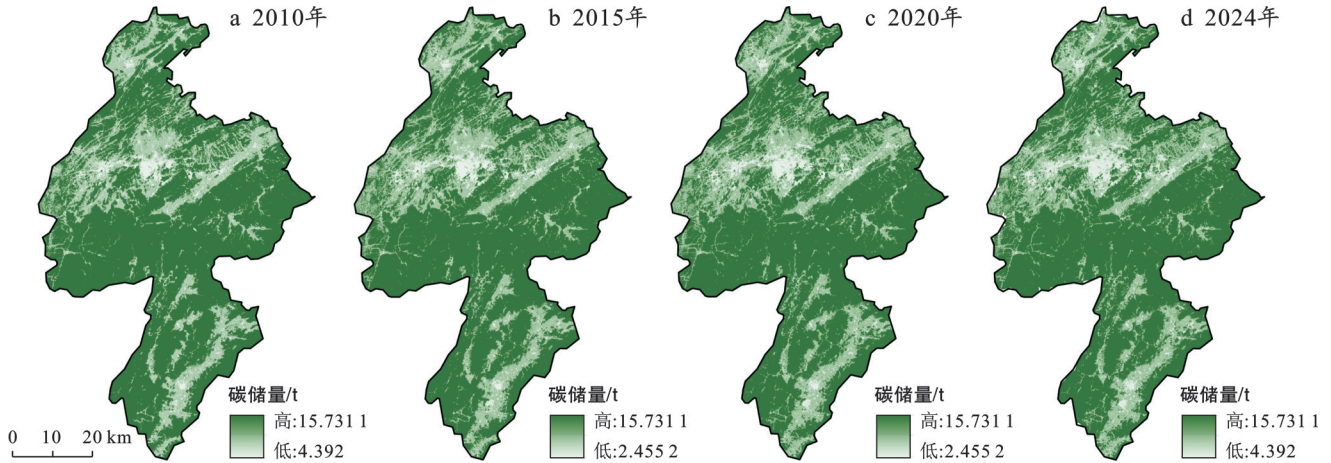 a 2010年
b 2015年
c 2020年
d 2024年
碳储量/t
高:15.731 1
低:4.392
碳储量/t
高:15.731 1
低:2.455 2
碳储量/t
高:15.731 1
低:2.455 2
碳储量/t
高:15.731 1
低:4.392
0 10 20 km